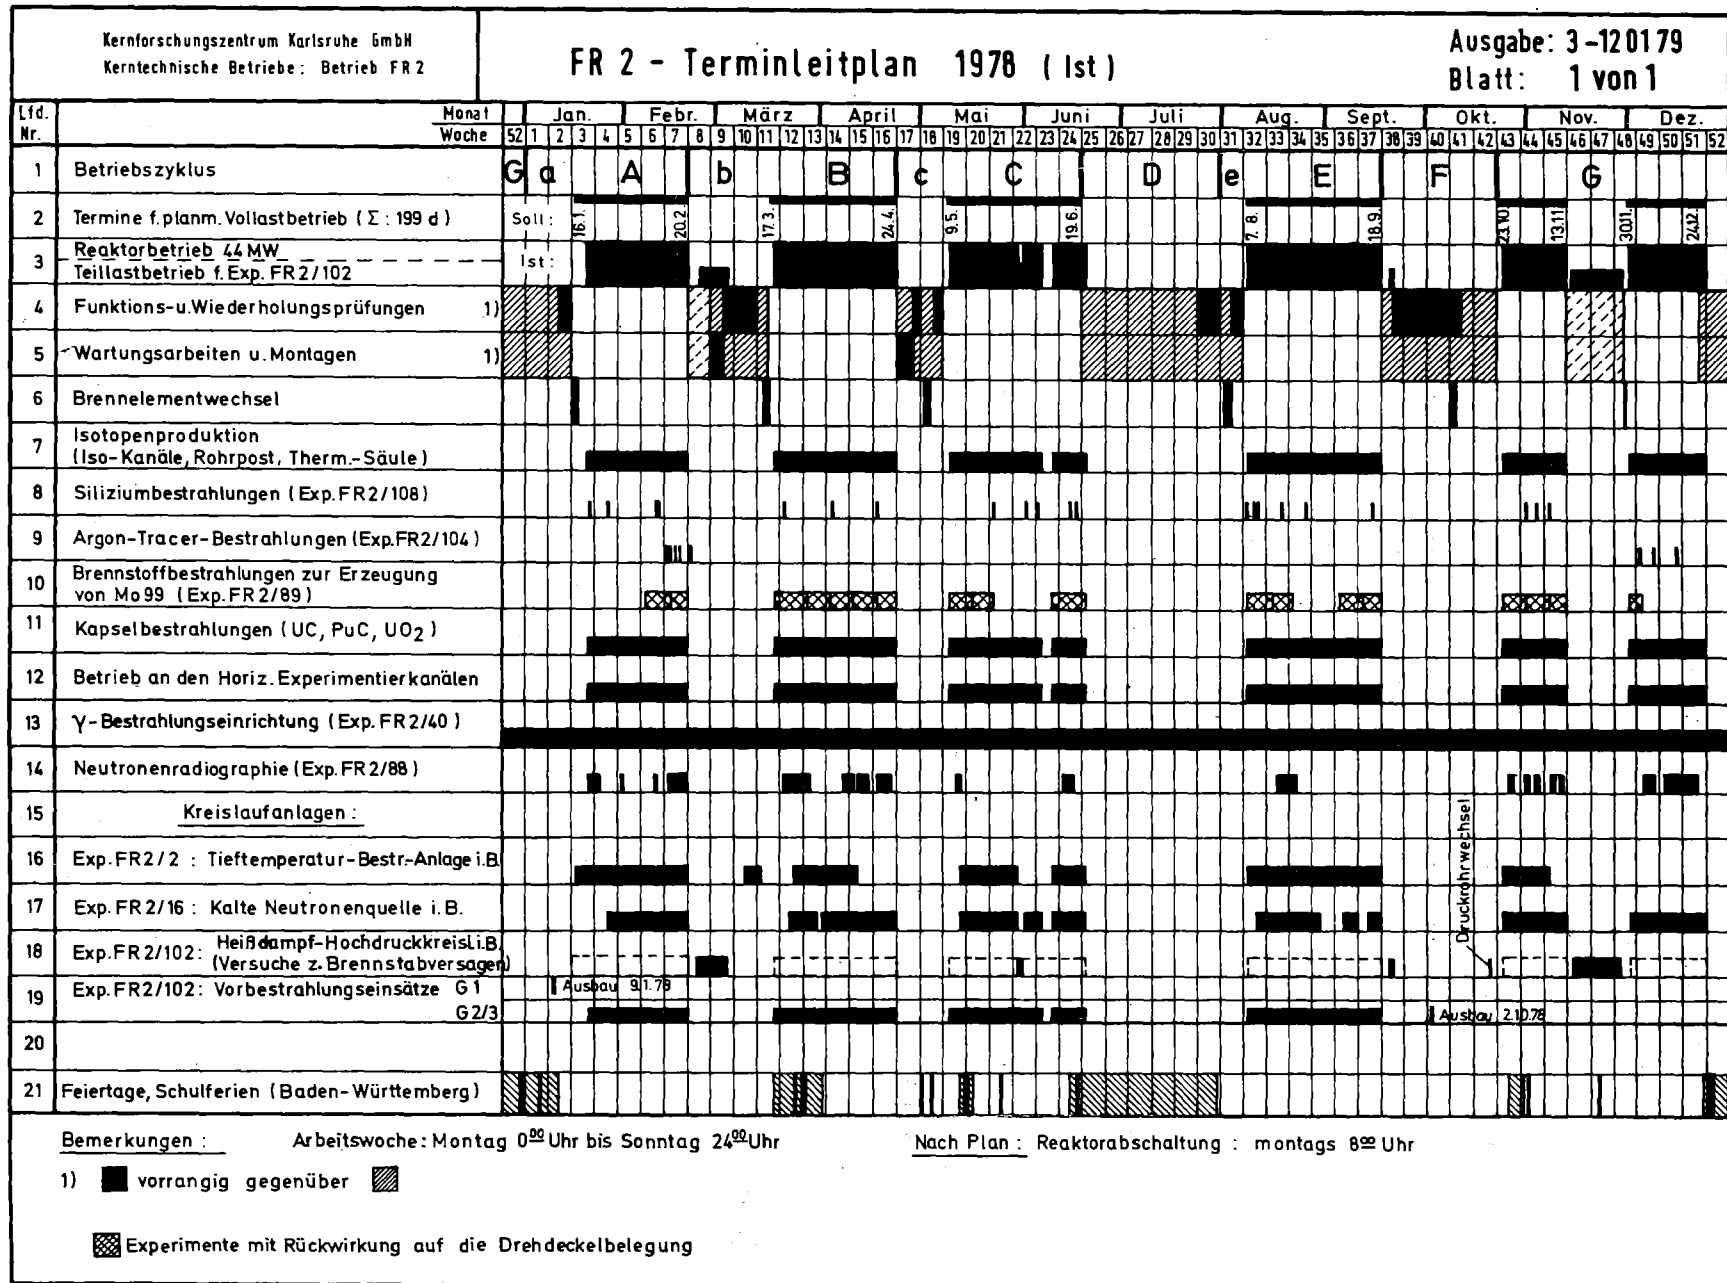 Kernforschungszentrum Karlsruhe GmbH
Kerntechnische Betriebe: Betrieb FR 2
FR 2 - Terminleitplan 1978 ( Ist )
Ausgabe: 3-120179
Blatt: 1 von 1
Lfd. Nr.
Monat Jan. Febr. März April Mai Juni Juli Aug. Sept. Okt. Nov. Dez.
Woche 52 1 2 3 4 5 6 7 8 9 10 11 12 13 14 15 16 17 18 19 20 21 22 23 24 25 26 27 28 29 30 31 32 33 34 35 36 37 38 39 40 41 42 43 44 45 46 47 48 49 50 51 52
1 Betriebszyklus G a A b B c C D e E F G
2 Termine f. planm. Vollastbetrieb ( Σ : 199 d ) Soll: 16.1. 20.2. 17.3. 24.4. 9.5. 19.6. 7.8. 18.9. 23.10. 13.11 30.11. 24.12.
3 Reaktorbetrieb 44 MW Ist:
Teillastbetrieb f. Exp. FR 2/102
4 Funktions-u. Wiederholungsprüfungen 1)
5 Wartungsarbeiten u. Montagen 1)
6 Brennelementwechsel
7 Isotopenproduktion
(Iso-Kanäle, Rohrpost, Therm.-Säule)
8 Siliziumbestrahlungen (Exp. FR 2/108)
9 Argon-Tracer-Bestrahlungen (Exp. FR 2/104)
10 Brennstoffbestrahlungen zur Erzeugung
von Mo 99 (Exp. FR 2/89)
11 Kapselbestrahlungen ( UC, PuC, UO2 )
12 Betrieb an den Horiz. Experimentierkanälen
13 γ-Bestrahlungseinrichtung (Exp. FR 2/40)
14 Neutronenradiographie (Exp. FR 2/88)
15 Kreislaufanlagen :
16 Exp. FR 2/2 : Tieftemperatur-Bestr.-Anlage i.B.
17 Exp. FR 2/16 : Kalte Neutronenquelle i. B.
18 Exp. FR 2/102: Heißdampf-Hochdruckkreisl. i.B.
(Versuche z. Brennstabversagen)
Druckrohrwechsel
19 Exp. FR 2/102: Vorbestrahlungseinsätze G 1 Ausbau 9.1.78
G 2/3 Ausbau 2.10.78
20
21 Feiertage, Schulferien (Baden-Württemberg)
Bemerkungen : Arbeitswoche: Montag 0⁰⁰ Uhr bis Sonntag 24⁰⁰ Uhr Nach Plan : Reaktorabschaltung : montags 8⁰⁰ Uhr
1) vorrangig gegenüber
Experimente mit Rückwirkung auf die Drehdeckelbelegung